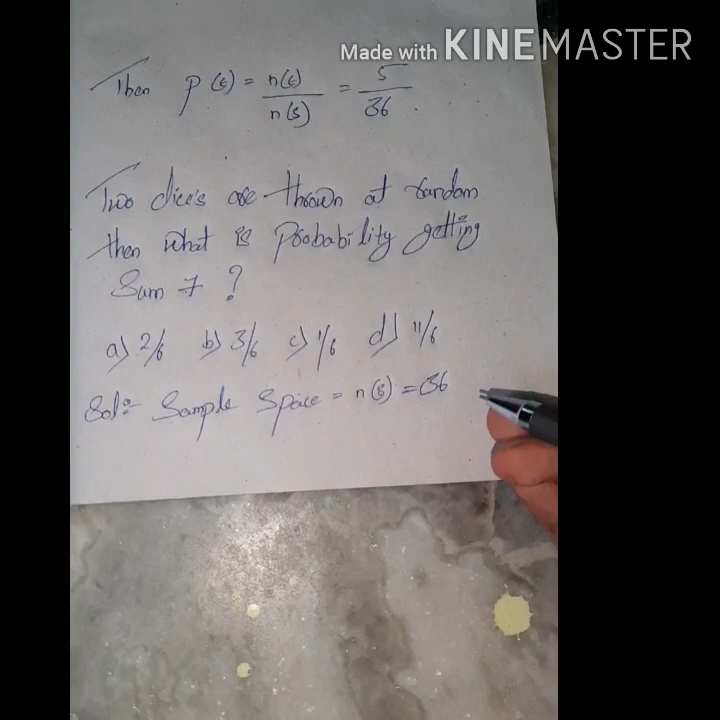 Made with KINEMASTER
Then P(E) = n(E)/n(S) = 5/36.
Two dice's are thrown at random
then what is Probability getting
Sum 7 ?
a) 2/6 b) 3/6 c) 1/6 d) 11/6
Sol:- Sample Space = n(S) = 36